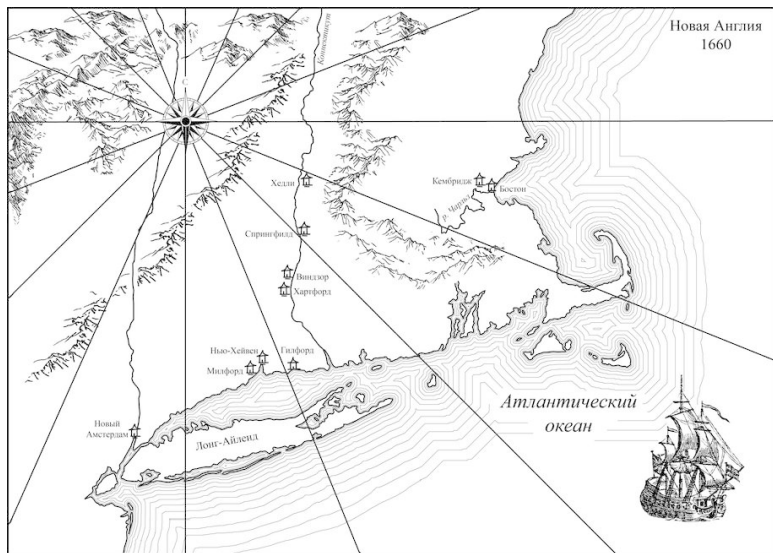 Новая Англия
1660
С
Коннектикут
Хедли
Кембридж
Бостон
р. Чарльз
Спрингфилд
Виндзор
Хартфорд
Нью-Хейвен
Гилфорд
Милфорд
Новый
Амстердам
Лонг-Айленд
Атлантический
океан